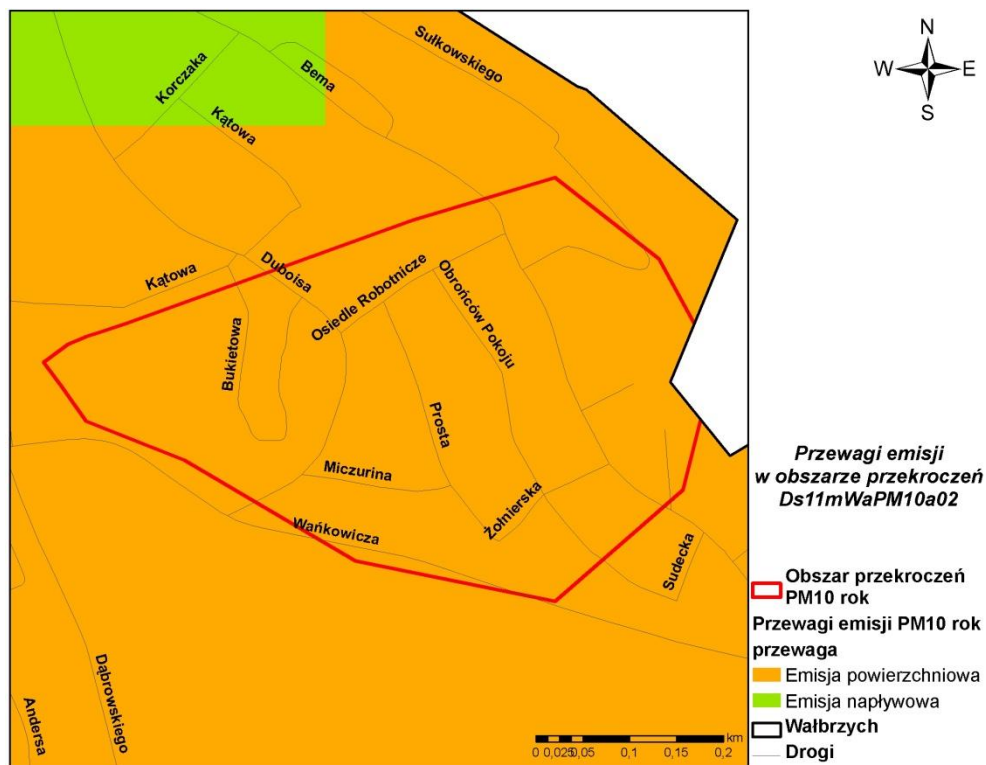 Sułkowskiego
Korczaka
Bema
Kątowa
Kątowa
Duboisa
Osiedle Robotnicze
Obrońców Pokoju
Bukietowa
Prosta
Miczurina
Wańkowicza
Żołnierska
Sudecka
Dąbrowskiego
Andersa
km
0 0,025 0,05 0,1 0,15 0,2
N
W E
S
Przewagi emisji
w obszarze przekroczeń
Ds11mWaPM10a02
Obszar przekroczeń
PM10 rok
Przewagi emisji PM10 rok
przewaga
Emisja powierzchniowa
Emisja napływowa
Wałbrzych
Drogi